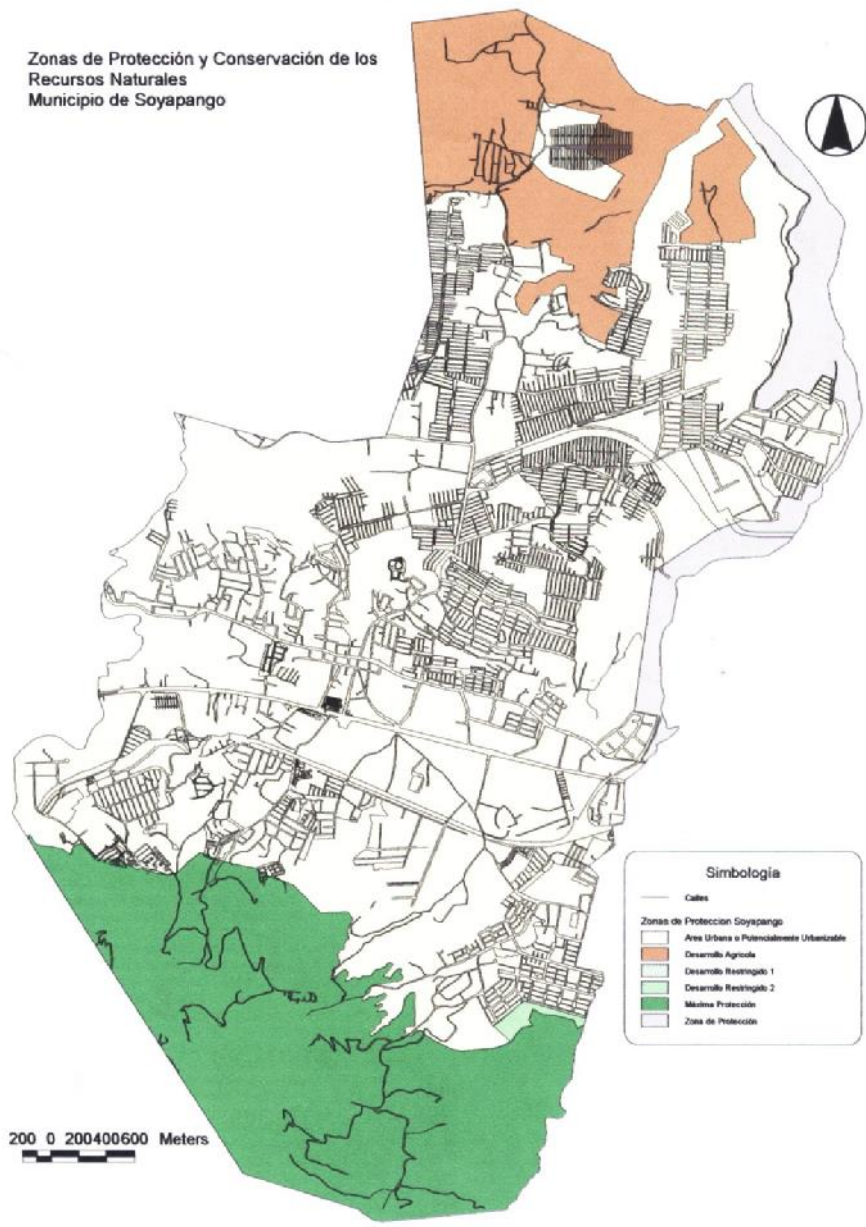 Zonas de Protección y Conservación de los
Recursos Naturales
Municipio de Soyapango
Simbología
Calles
Zonas de Proteccion Soyapango
Area Urbana o Potencialmente Urbanizable
Desarrollo Agricola
Desarrollo Restringido 1
Desarrollo Restringido 2
Máxima Protección
Zona de Protección
200 0 200400600 Meters